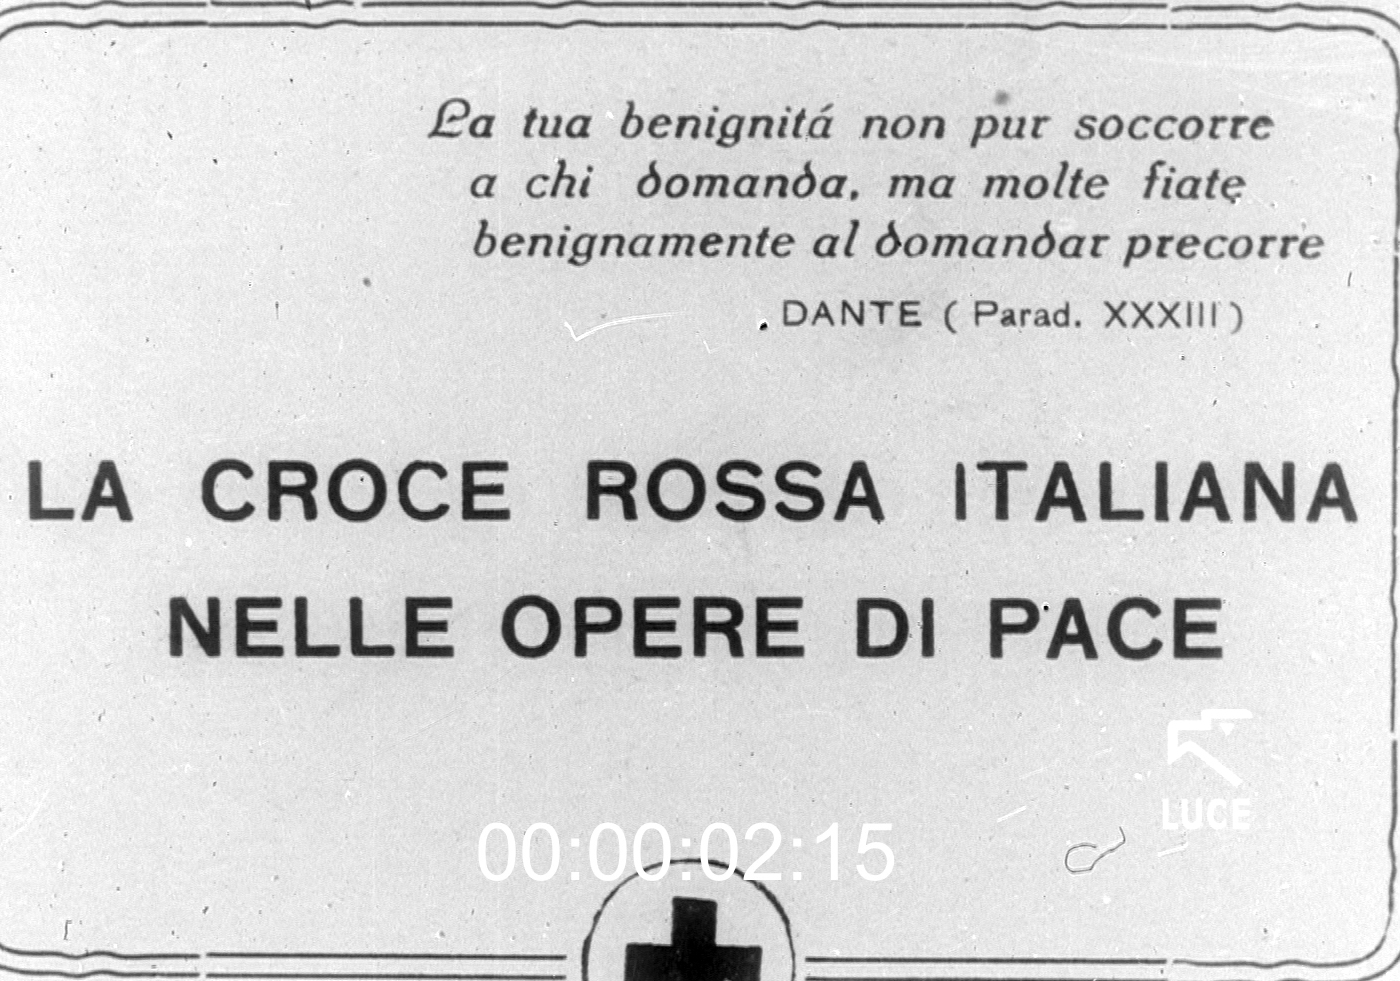 La tua benignitá non pur soccorre
a chi domanda, ma molte fiate
benignamente al domandar precorre
DANTE ( Parad. XXXIII )
LA CROCE ROSSA ITALIANA
NELLE OPERE DI PACE
LUCE
00:00:02:15